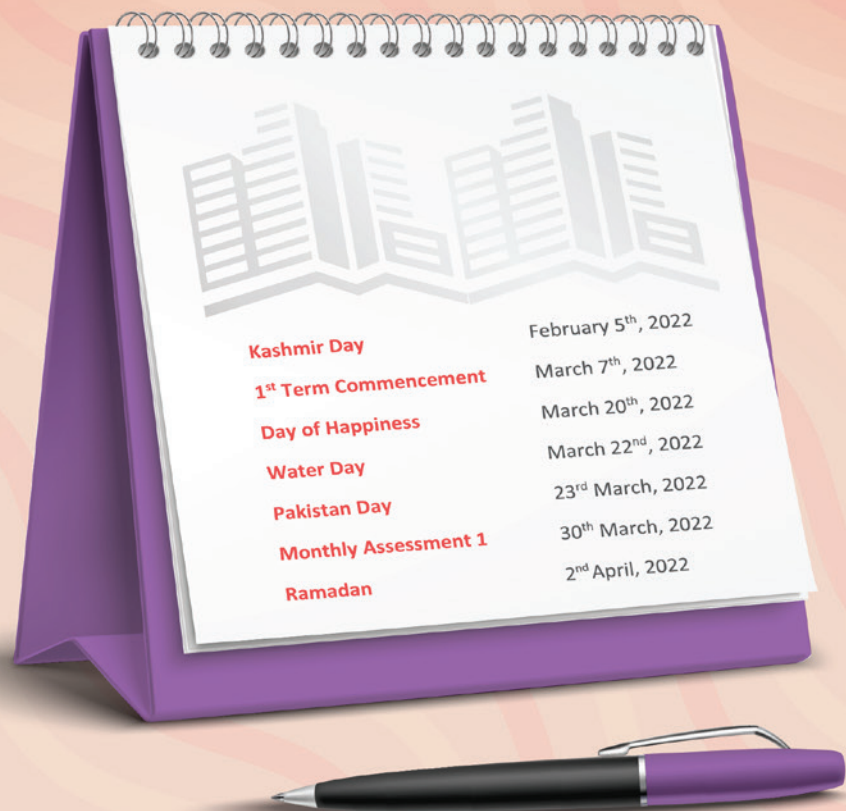 Kashmir Day February 5th, 2022
1st Term Commencement March 7th, 2022
Day of Happiness March 20th, 2022
Water Day March 22nd, 2022
Pakistan Day 23rd March, 2022
Monthly Assessment 1 30th March, 2022
Ramadan 2nd April, 2022